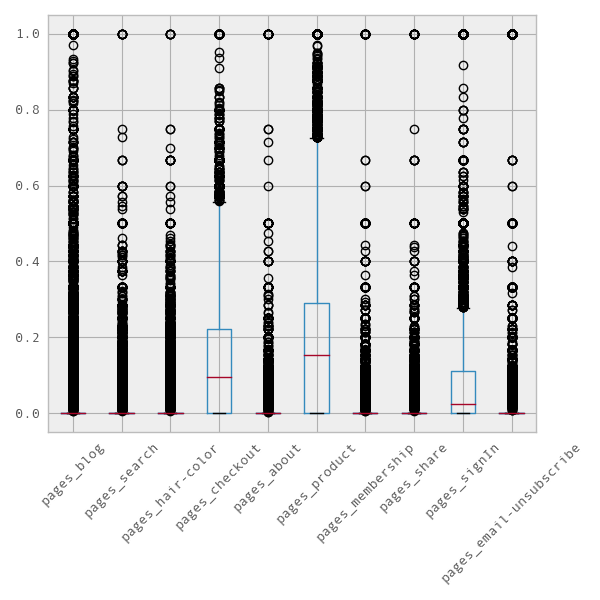 1.0
0.8
0.6
0.4
0.2
0.0
pages_blog
pages_search
pages_hair-color
pages_checkout
pages_about
pages_product
pages_membership
pages_share
pages_signIn
pages_email-unsubscribe